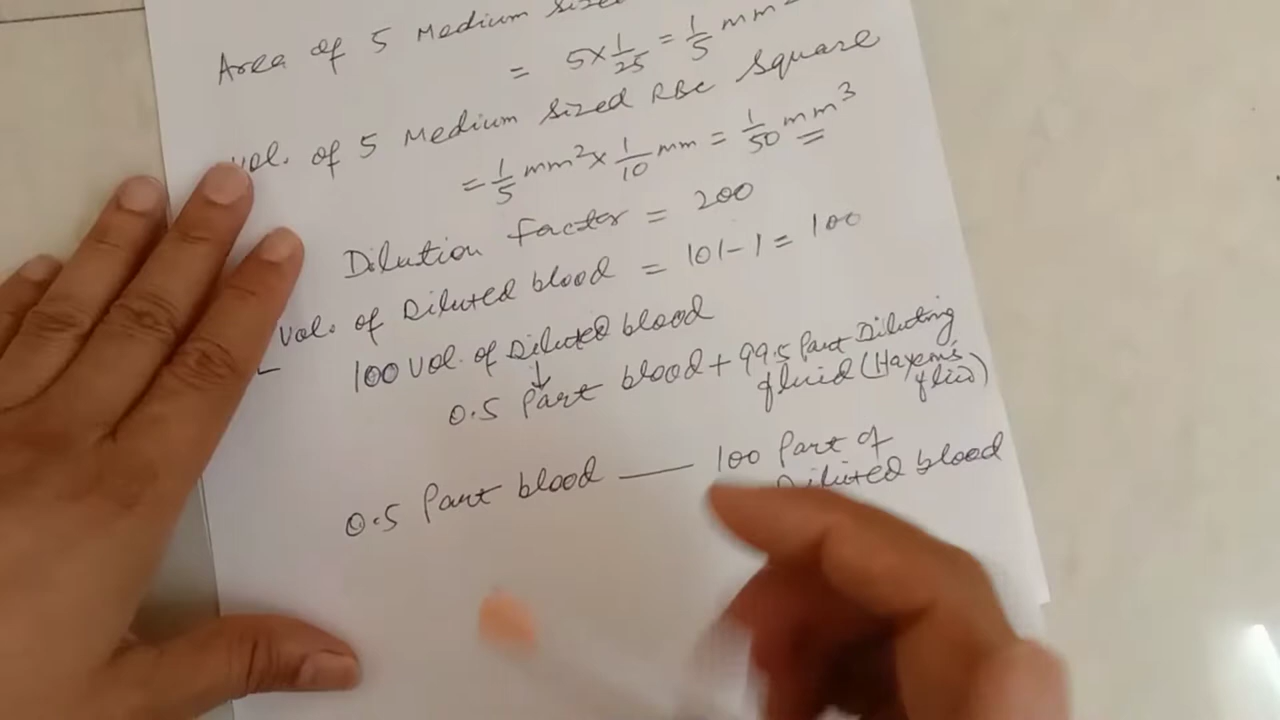 Area of 5 Medium Sized
= 5×1/25 = 1/5 mm²
Vol. of 5 Medium Sized RBC Square
= 1/5 mm² × 1/10 mm = 1/50 mm³
Dilution factor = 200
Vol. of Diluted blood = 101-1 = 100
100 Vol. of Diluted blood
↓
0.5 Part blood + 99.5 Part Diluting
fluid (Hayem's
fluid)
0.5 Part blood — 100 Part of
Diluted blood